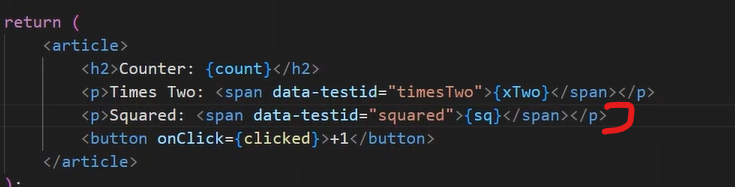 return (
<article>
<h2>Counter: {count}</h2>
<p>Times Two: <span data-testid="timesTwo">{xTwo}</span></p>
<p>Squared: <span data-testid="squared">{sq}</span></p>
<button onClick={clicked}>+1</button>
</article>
);